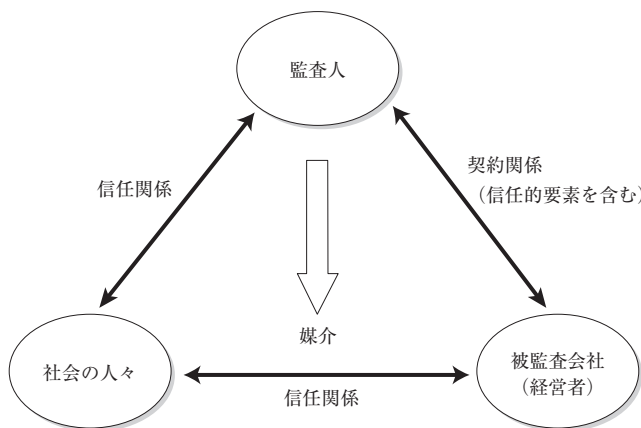 監査人
信任関係
契約関係
（信任的要素を含む）
媒介
社会の人々
被監査会社
（経営者）
信任関係